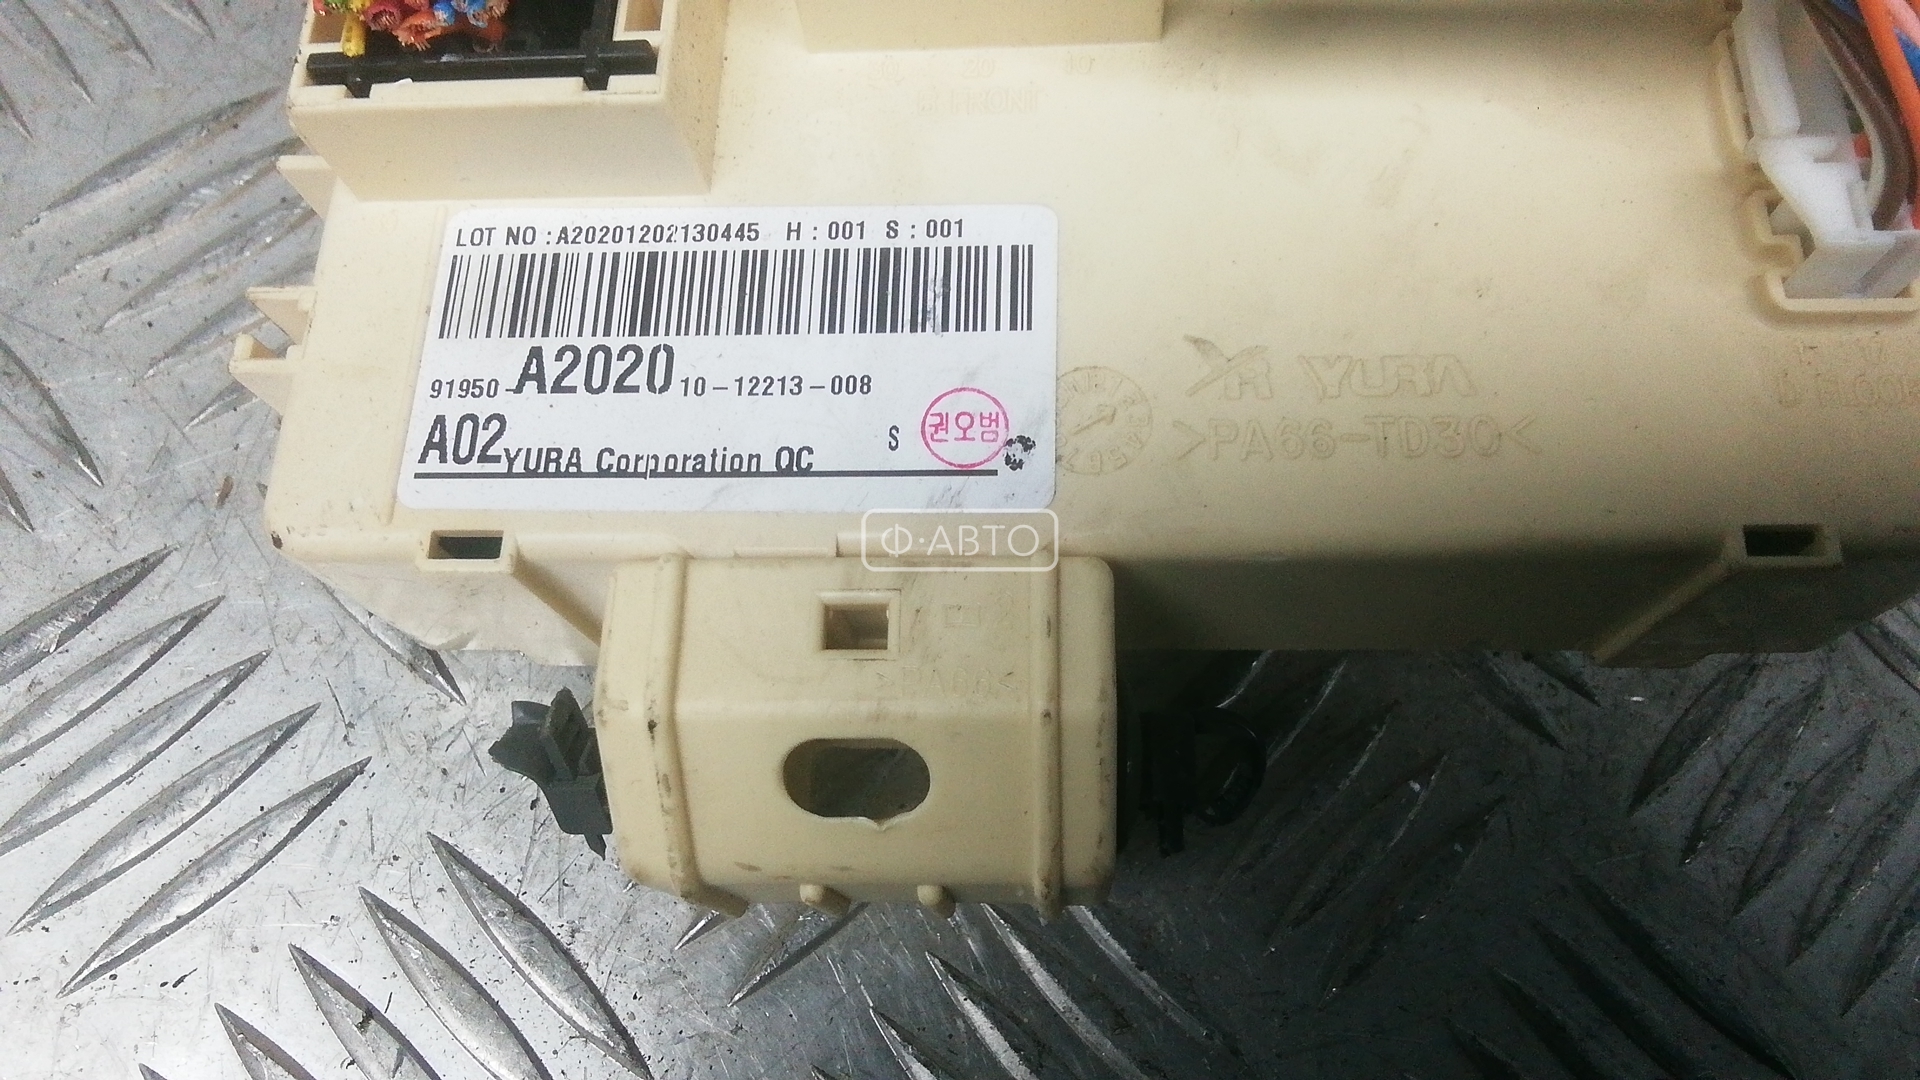 LOT NO : A20201202130445 H : 001 S : 001
91950-A2020 10-12213-008
A02 YURA Corporation QC S 권오범
YURA
>PA66-TD30<
Ф·АВТО
>PA66<